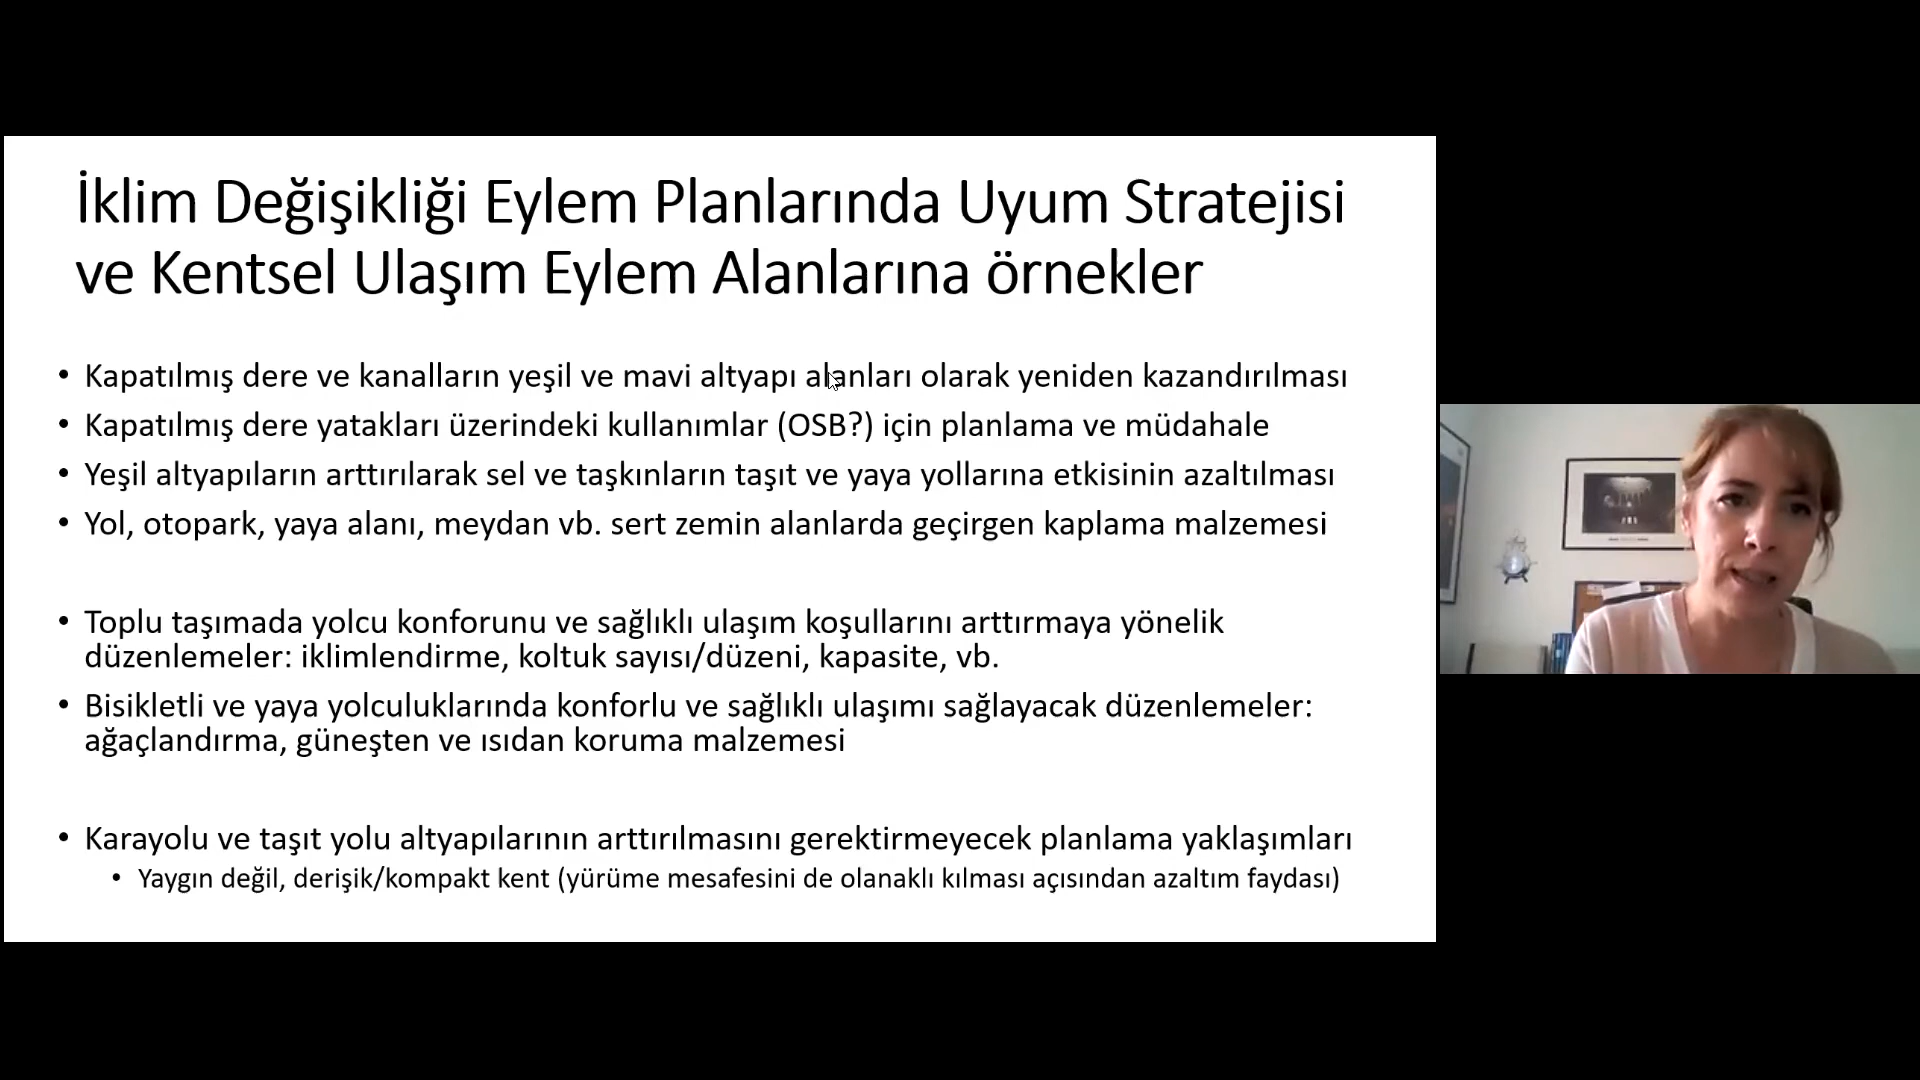 İklim Değişikliği Eylem Planlarında Uyum Stratejisi
ve Kentsel Ulaşım Eylem Alanlarına örnekler
• Kapatılmış dere ve kanalların yeşil ve mavi altyapı alanları olarak yeniden kazandırılması
• Kapatılmış dere yatakları üzerindeki kullanımlar (OSB?) için planlama ve müdahale
• Yeşil altyapıların arttırılarak sel ve taşkınların taşıt ve yaya yollarına etkisinin azaltılması
• Yol, otopark, yaya alanı, meydan vb. sert zemin alanlarda geçirgen kaplama malzemesi
• Toplu taşımada yolcu konforunu ve sağlıklı ulaşım koşullarını arttırmaya yönelik
düzenlemeler: iklimlendirme, koltuk sayısı/düzeni, kapasite, vb.
• Bisikletli ve yaya yolculuklarında konforlu ve sağlıklı ulaşımı sağlayacak düzenlemeler:
ağaçlandırma, güneşten ve ısıdan koruma malzemesi
• Karayolu ve taşıt yolu altyapılarının arttırılmasını gerektirmeyecek planlama yaklaşımları
• Yaygın değil, derişik/kompakt kent (yürüme mesafesini de olanaklı kılması açısından azaltım faydası)